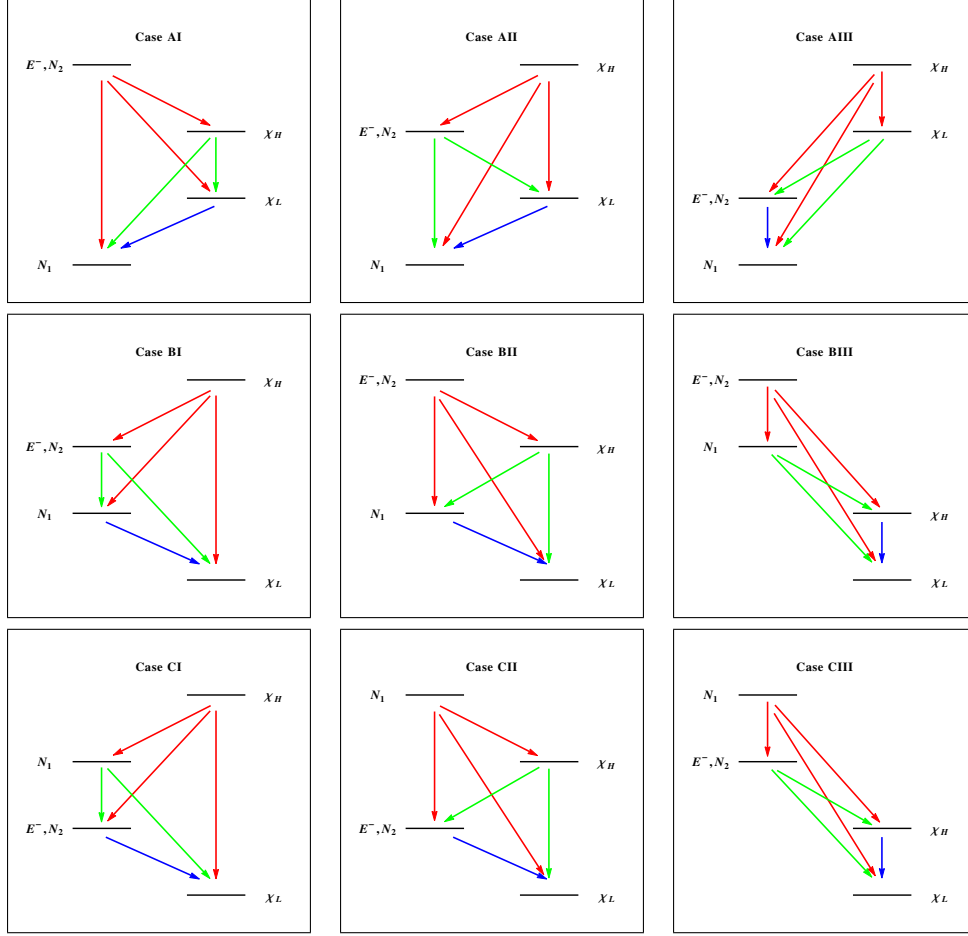 Case AI
E⁻, N₂
χ_H
χ_L
N₁
Case AII
χ_H
E⁻, N₂
χ_L
N₁
Case AIII
χ_H
χ_L
E⁻, N₂
N₁
Case BI
χ_H
E⁻, N₂
N₁
χ_L
Case BII
E⁻, N₂
χ_H
N₁
χ_L
Case BIII
E⁻, N₂
N₁
χ_H
χ_L
Case CI
χ_H
N₁
E⁻, N₂
χ_L
Case CII
N₁
χ_H
E⁻, N₂
χ_L
Case CIII
N₁
E⁻, N₂
χ_H
χ_L